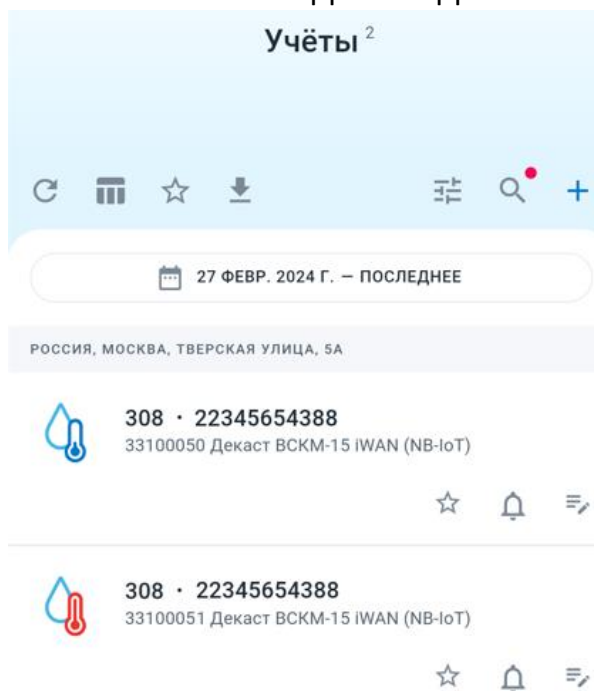 Учёты 2
27 ФЕВР. 2024 Г. – ПОСЛЕДНЕЕ
РОССИЯ, МОСКВА, ТВЕРСКАЯ УЛИЦА, 5А
308 · 22345654388
33100050 Декаст ВСКМ-15 iWAN (NB-IoT)
308 · 22345654388
33100051 Декаст ВСКМ-15 iWAN (NB-IoT)